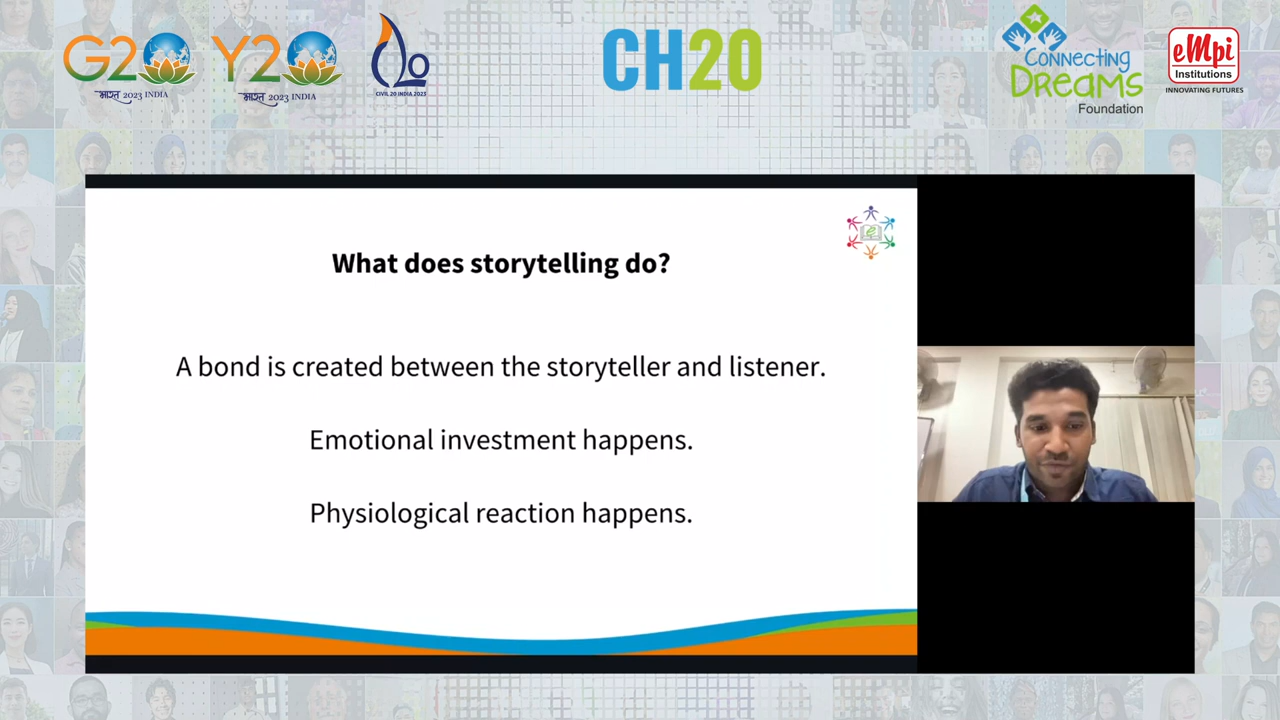 G20
भारत 2023 INDIA
Y20
भारत 2023 INDIA
CIVIL 20 INDIA 2023
CH20
CONNECTING
DREAMS
Foundation
eMpi
Institutions
INNOVATING FUTURES
What does storytelling do?
A bond is created between the storyteller and listener.
Emotional investment happens.
Physiological reaction happens.